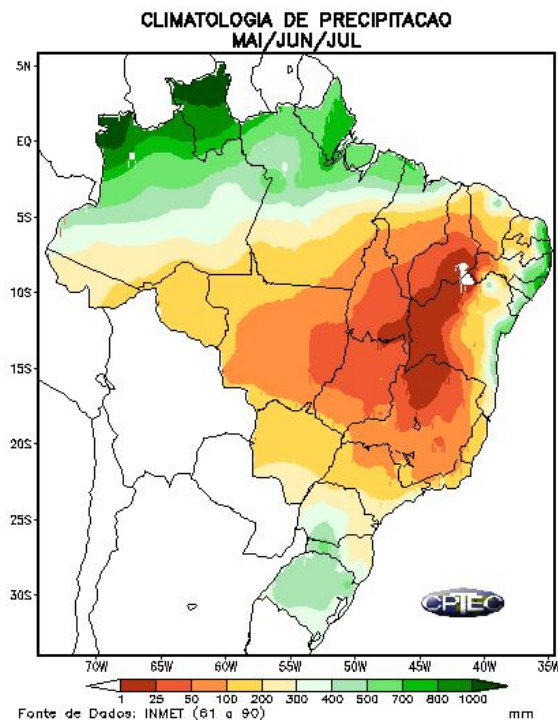 CLIMATOLOGIA DE PRECIPITACAO
MAI/JUN/JUL
5N
EQ
5S
10S
15S
20S
25S
30S
CPTEC
70W 65W 60W 55W 50W 45W 40W 35W
1 25 50 100 200 300 400 500 700 800 1000
Fonte de Dados: INMET (61 a 90) mm